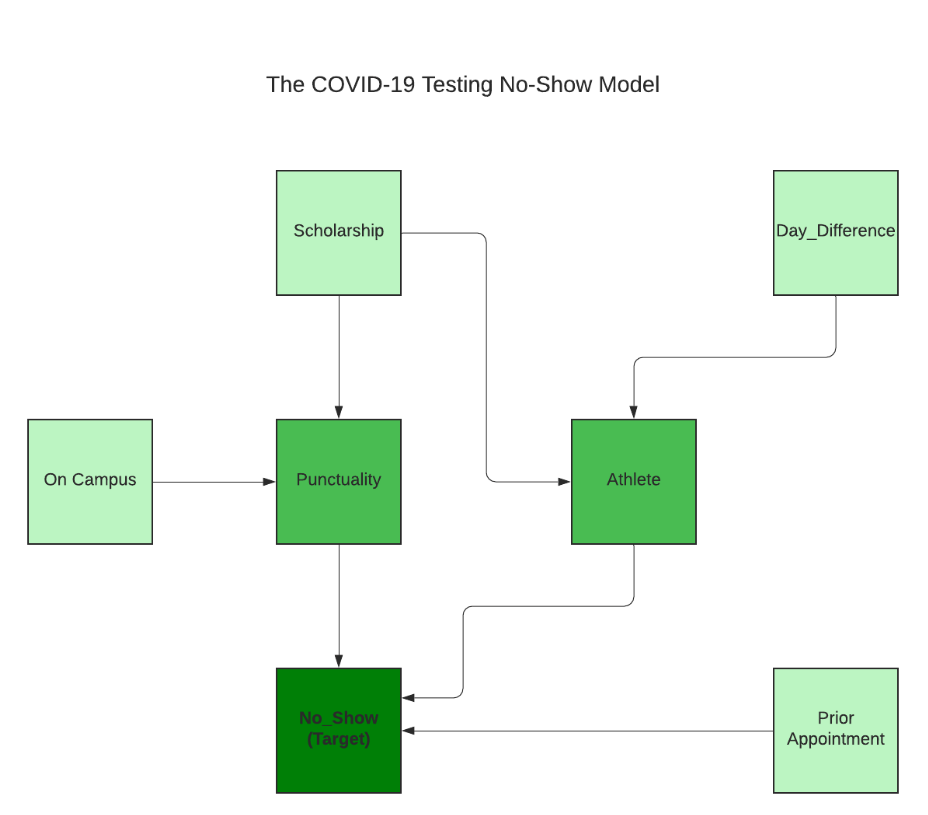 The COVID-19 Testing No-Show Model
Scholarship
Day_Difference
On Campus
Punctuality
Athlete
No_Show
(Target)
Prior
Appointment